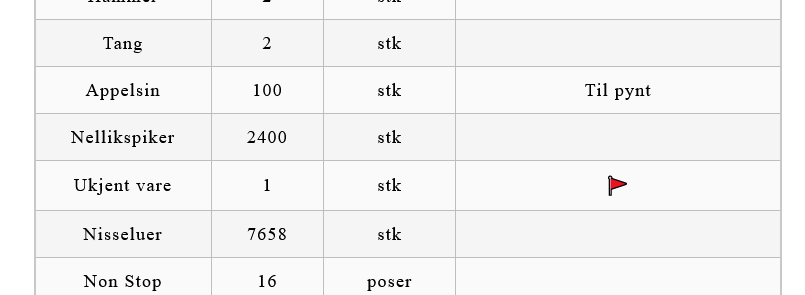 Hammer 2 stk
Tang 2 stk
Appelsin 100 stk Til pynt
Nellikspiker 2400 stk
Ukjent vare 1 stk
Nisseluer 7658 stk
Non Stop 16 poser